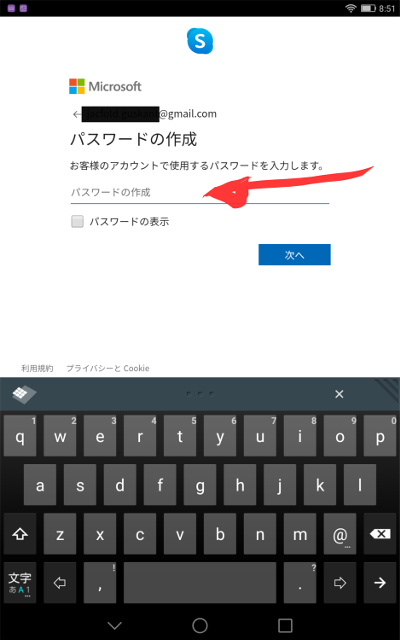 8:51
S
Microsoft
@gmail.com
パスワードの作成
お客様のアカウントで使用するパスワードを入力します。
パスワードの作成
パスワードの表示
次へ
利用規約 プライバシーと Cookie
1 2 3 4 5 6 7 8 9 0
q w e r t y u i o p
a s d f g h j k l
z x c v b n m @
文字 , ! . ?
あA1